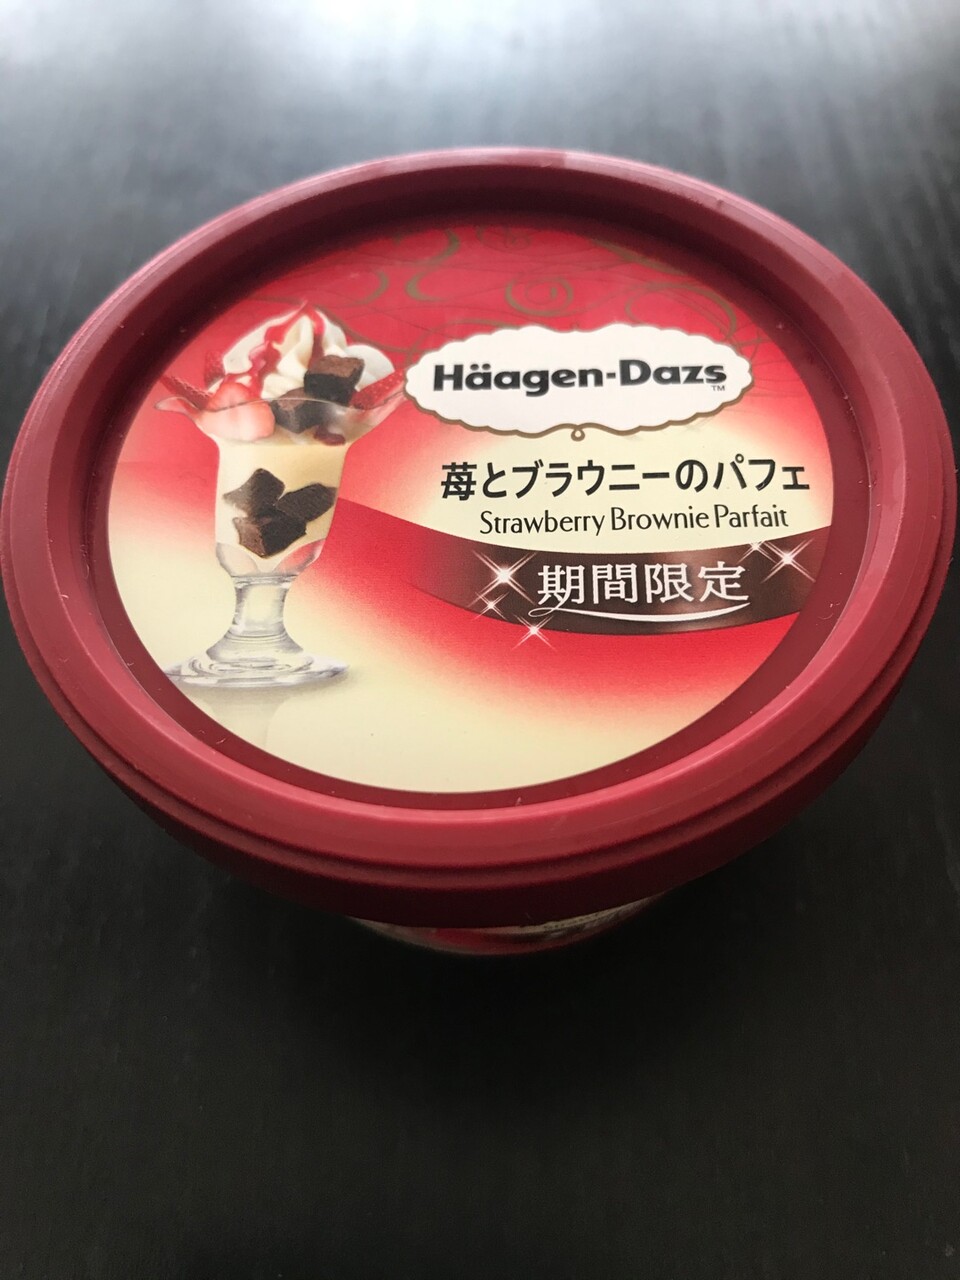 Häagen-Dazs
TM
苺とブラウニーのパフェ
Strawberry Brownie Parfait
期間限定